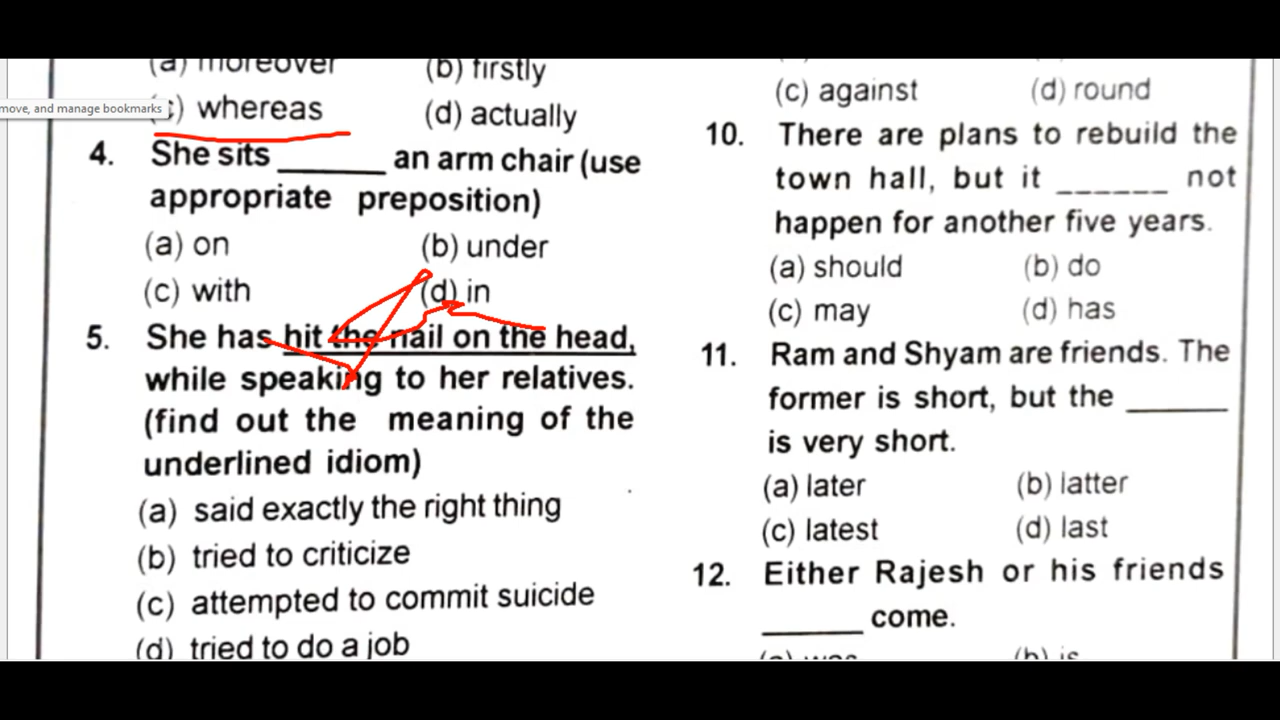 (a) moreover (b) firstly
move, and manage bookmarks
(c) whereas (d) actually
4. She sits ______ an arm chair (use
appropriate preposition)
(a) on (b) under
(c) with (d) in
5. She has hit the nail on the head,
while speaking to her relatives.
(find out the meaning of the
underlined idiom)
(a) said exactly the right thing
(b) tried to criticize
(c) attempted to commit suicide
(d) tried to do a job
(c) against (d) round
10. There are plans to rebuild the
town hall, but it ______ not
happen for another five years.
(a) should (b) do
(c) may (d) has
11. Ram and Shyam are friends. The
former is short, but the ______
is very short.
(a) later (b) latter
(c) latest (d) last
12. Either Rajesh or his friends
______ come.
(b) is